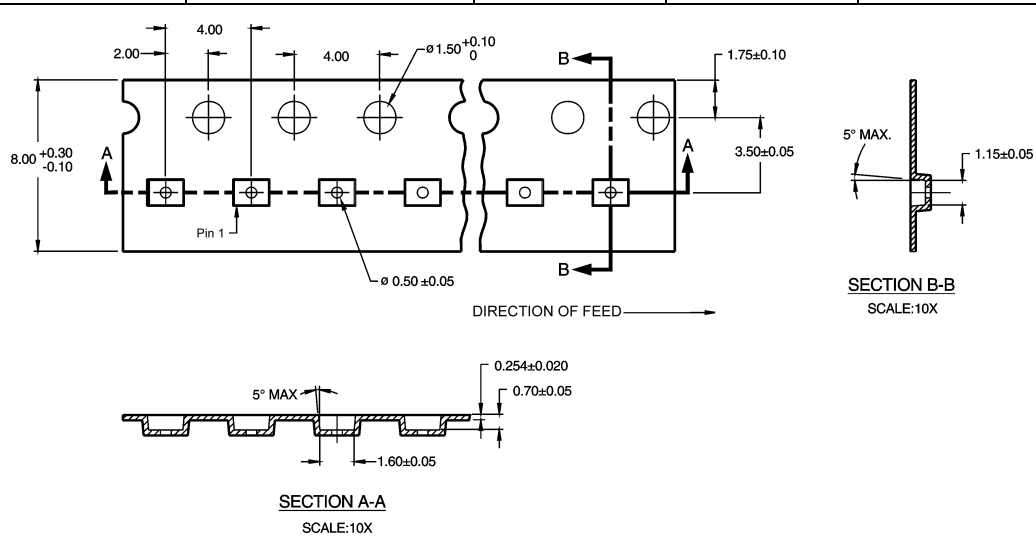 4.00
2.00
4.00
ø1.50 +0.10
0
B
1.75±0.10
8.00 +0.30
-0.10
A
A
3.50±0.05
5° MAX.
1.15±0.05
Pin 1
ø 0.50 ±0.05
B
SECTION B-B
SCALE:10X
DIRECTION OF FEED
5° MAX
0.254±0.020
0.70±0.05
1.60±0.05
SECTION A-A
SCALE:10X